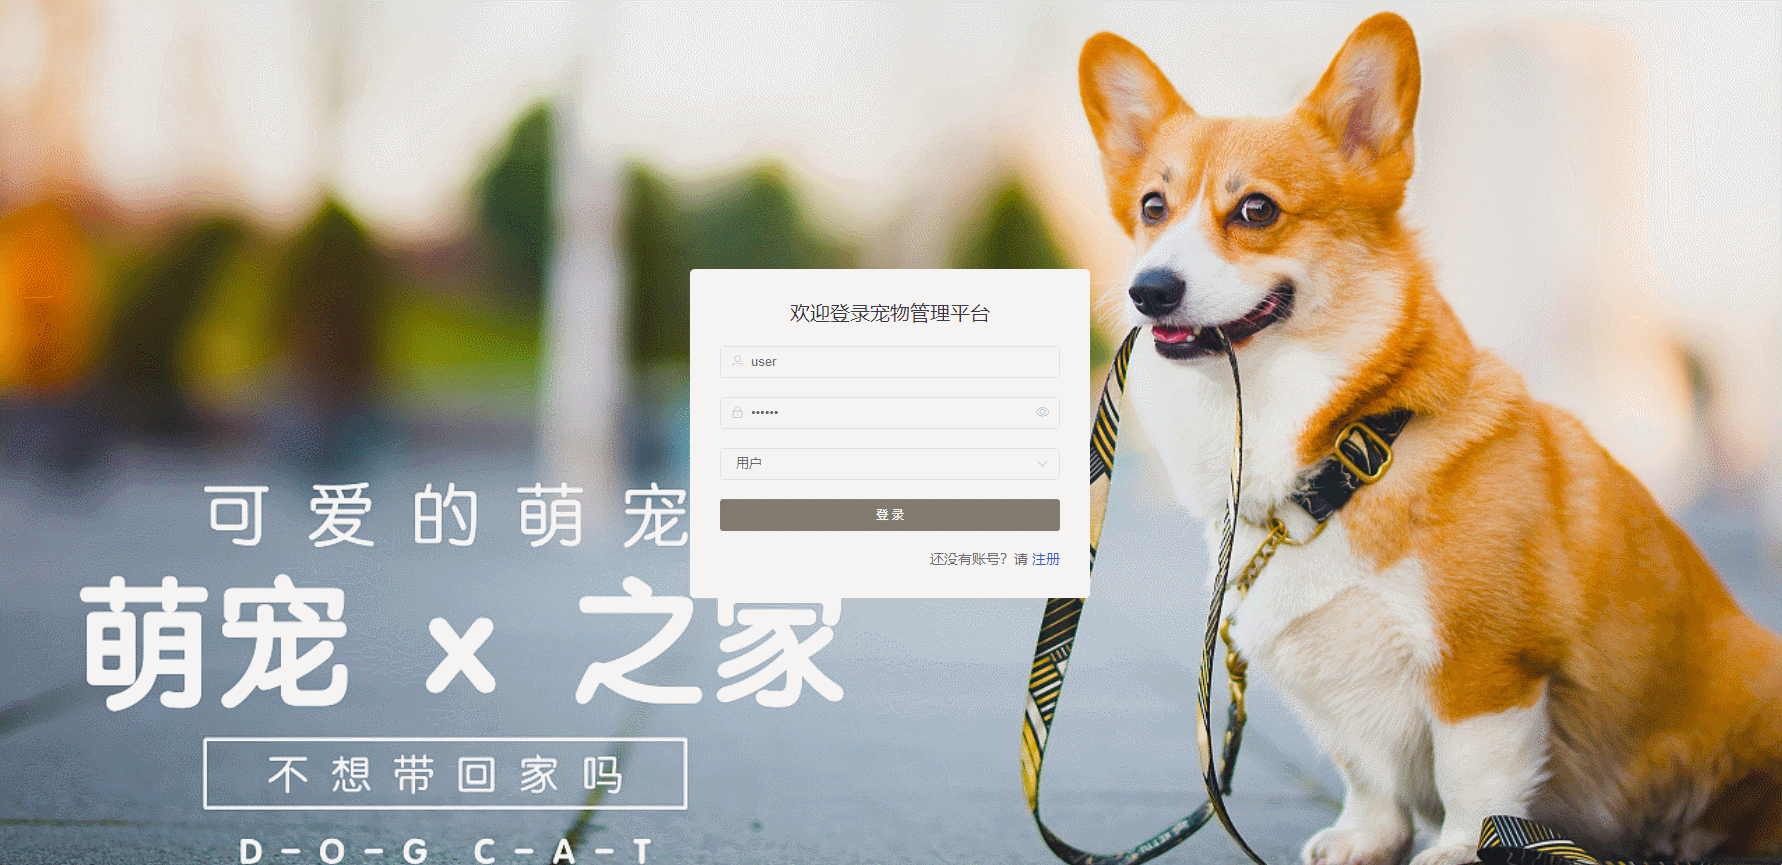 欢迎登录宠物管理平台
user
••••••
用户
登录
还没有账号？请 注册
可爱的萌宠
萌宠 x 之家
不想带回家吗
D-O-G C-A-T